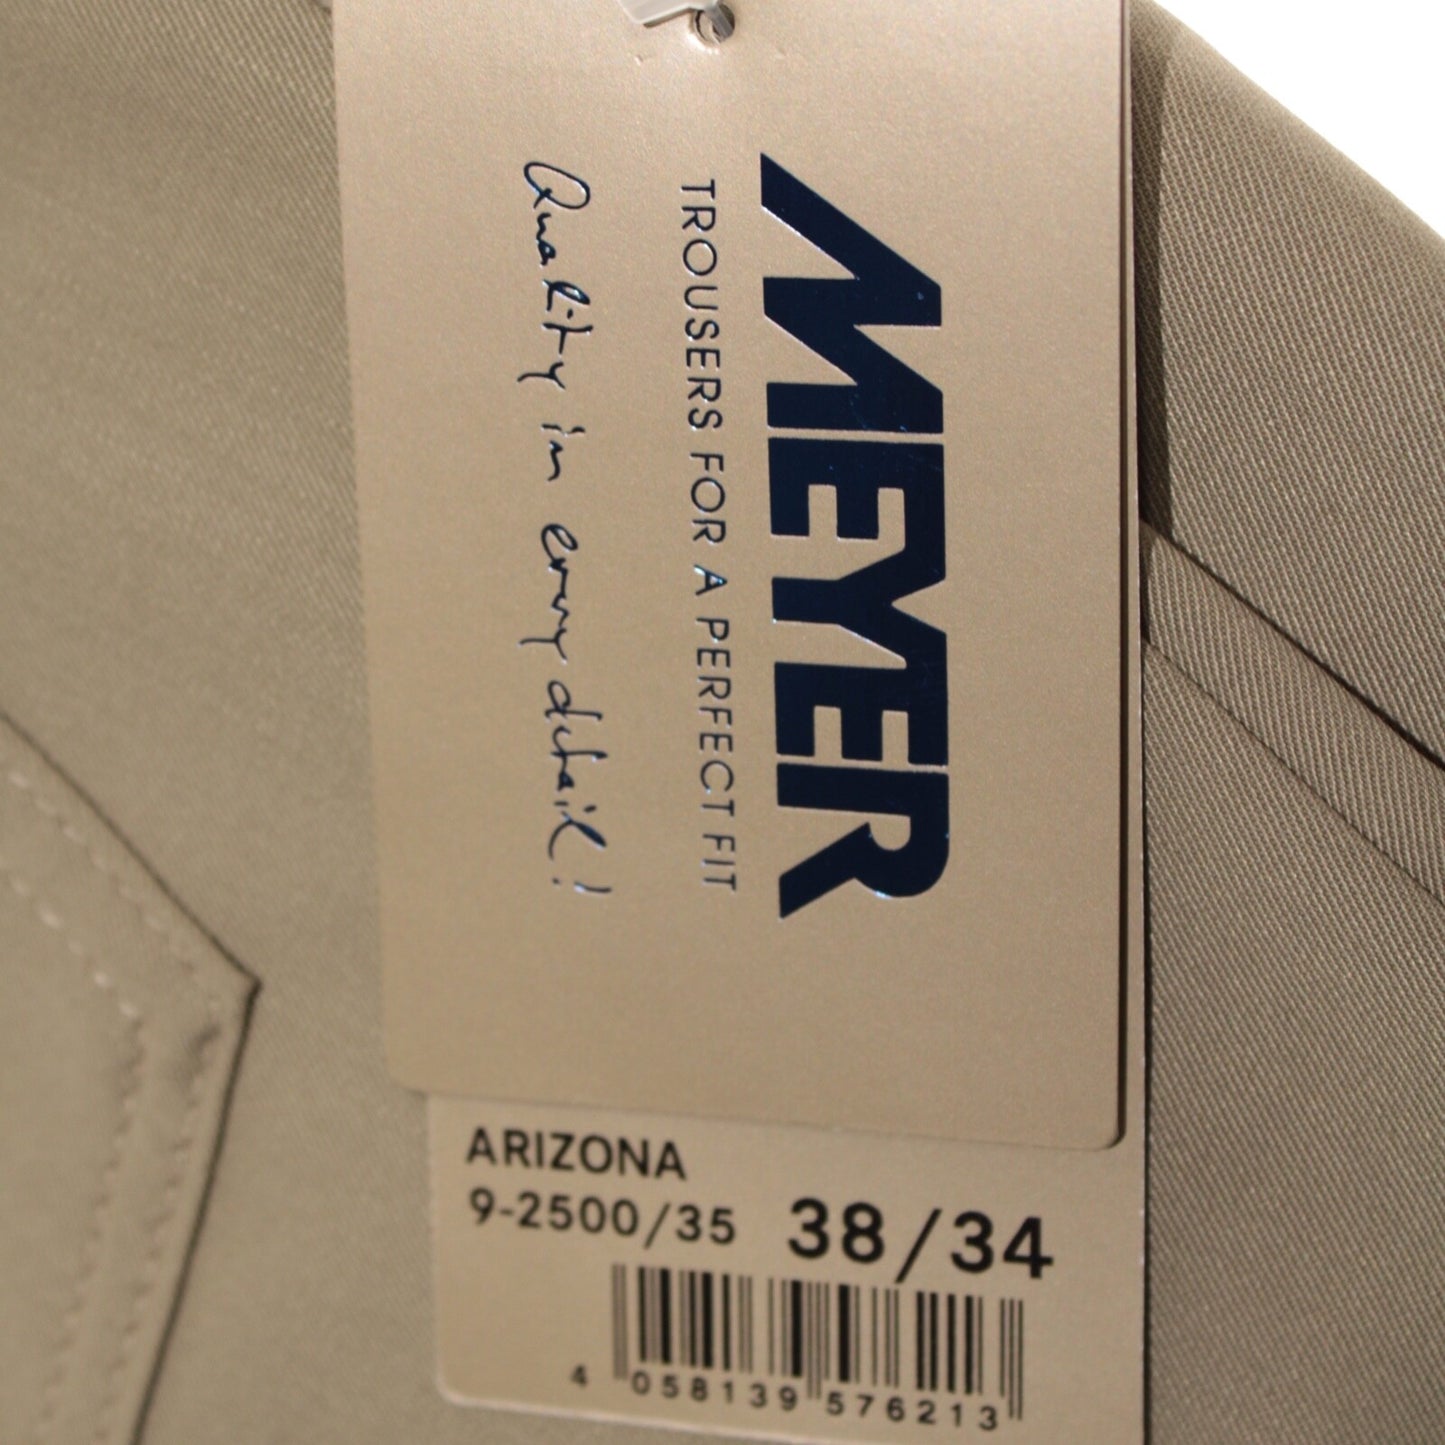 MEYER
TROUSERS FOR A PERFECT FIT
Quality in every detail!
ARIZONA
9-2500/35 38/34
4 058139 576213